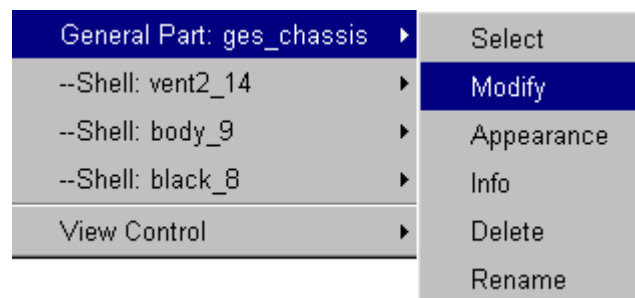 General Part: ges_chassis
--Shell: vent2_14
--Shell: body_9
--Shell: black_8
View Control
Select
Modify
Appearance
Info
Delete
Rename